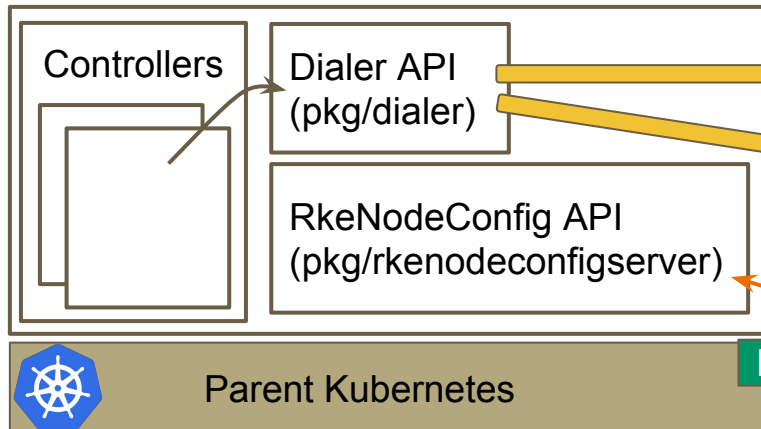 Controllers
Dialer API
(pkg/dialer)
RkeNodeConfig API
(pkg/rkenodeconfigserver)
Parent Kubernetes